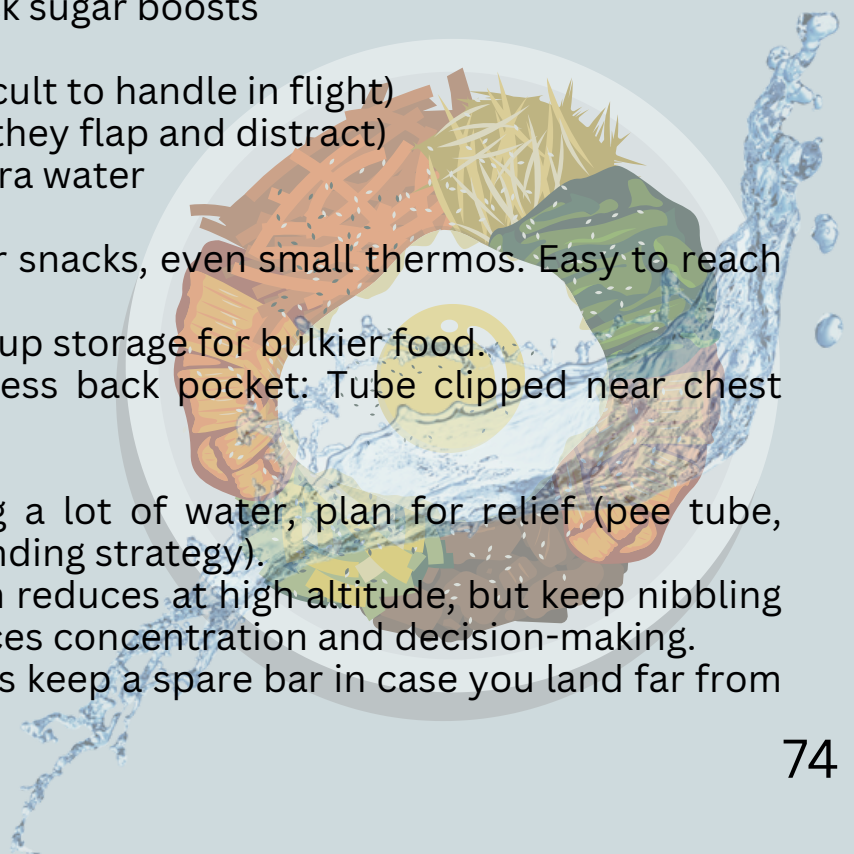 k sugar boosts
cult to handle in flight)
they flap and distract)
ra water
r snacks, even small thermos. Easy to reach
up storage for bulkier food.
ess back pocket: Tube clipped near chest
g a lot of water, plan for relief (pee tube,
nding strategy).
n reduces at high altitude, but keep nibbling
ces concentration and decision-making.
s keep a spare bar in case you land far from
74